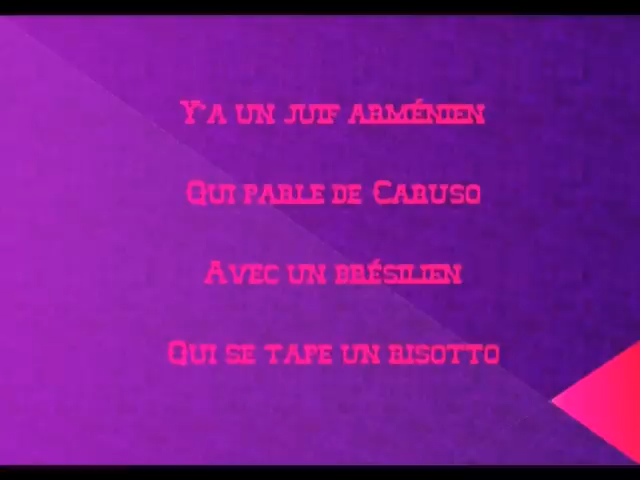 Y'a un juif arménien
Qui parle de Caruso
Avec un brésilien
Qui se tape un risotto